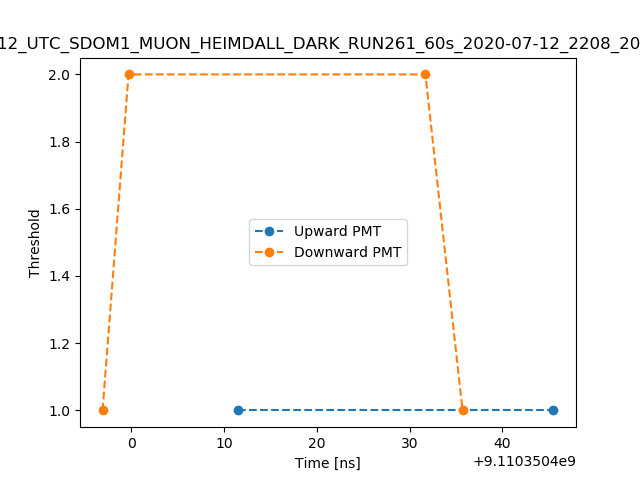 12_UTC_SDOM1_MUON_HEIMDALL_DARK_RUN261_60s_2020-07-12_2208_20
2.0
1.8
1.6
1.4
1.2
1.0
Threshold
Upward PMT
Downward PMT
0 10 20 30 40
Time [ns]
+9.1103504e9